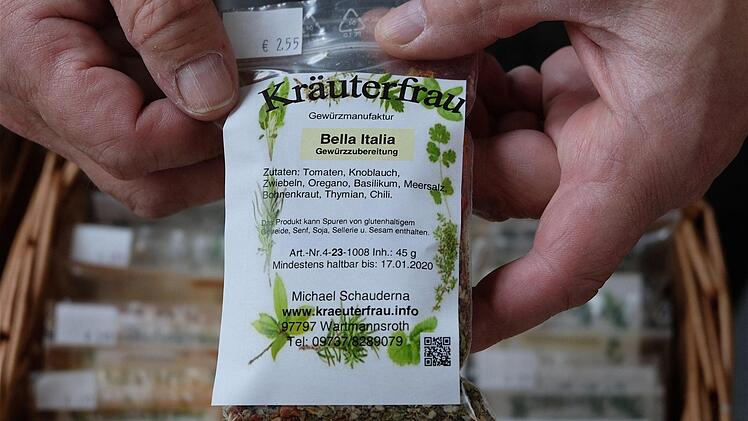 € 2,55
Kräuterfrau
Gewürzmanufaktur
Bella Italia
Gewürzzubereitung
Zutaten: Tomaten, Knoblauch,
Zwiebeln, Oregano, Basilikum, Meersalz,
Bohnenkraut, Thymian, Chili.
Das Produkt kann Spuren von glutenhaltigem
Getreide, Senf, Soja, Sellerie u. Sesam enthalten.
Art.-Nr.4-23-1008 Inh.: 45 g
Mindestens haltbar bis: 17.01.2020
Michael Schauderna
www.kraeuterfrau.info
97797 Wartmannsroth
Tel: 09737/8289079